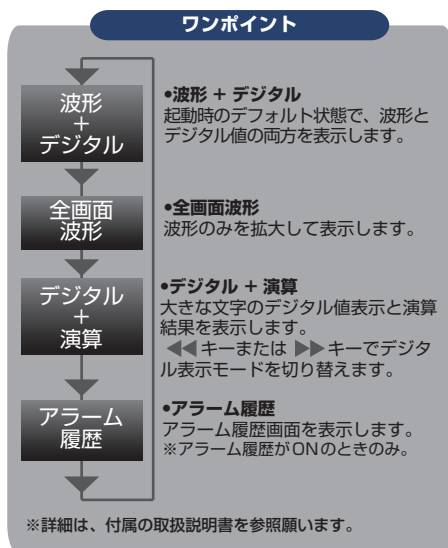 ワンポイント
波形
＋
デジタル
•波形 + デジタル
起動時のデフォルト状態で、波形と
デジタル値の両方を表示します。
全画面
波形
•全画面波形
波形のみを拡大して表示します。
デジタル
＋
演算
•デジタル + 演算
大きな文字のデジタル値表示と演算
結果を表示します。
◀◀キーまたは ▶▶キーでデジタ
ル表示モードを切り替えます。
アラーム
履歴
•アラーム履歴
アラーム履歴画面を表示します。
※アラーム履歴がONのときのみ。
※詳細は、付属の取扱説明書を参照願います。